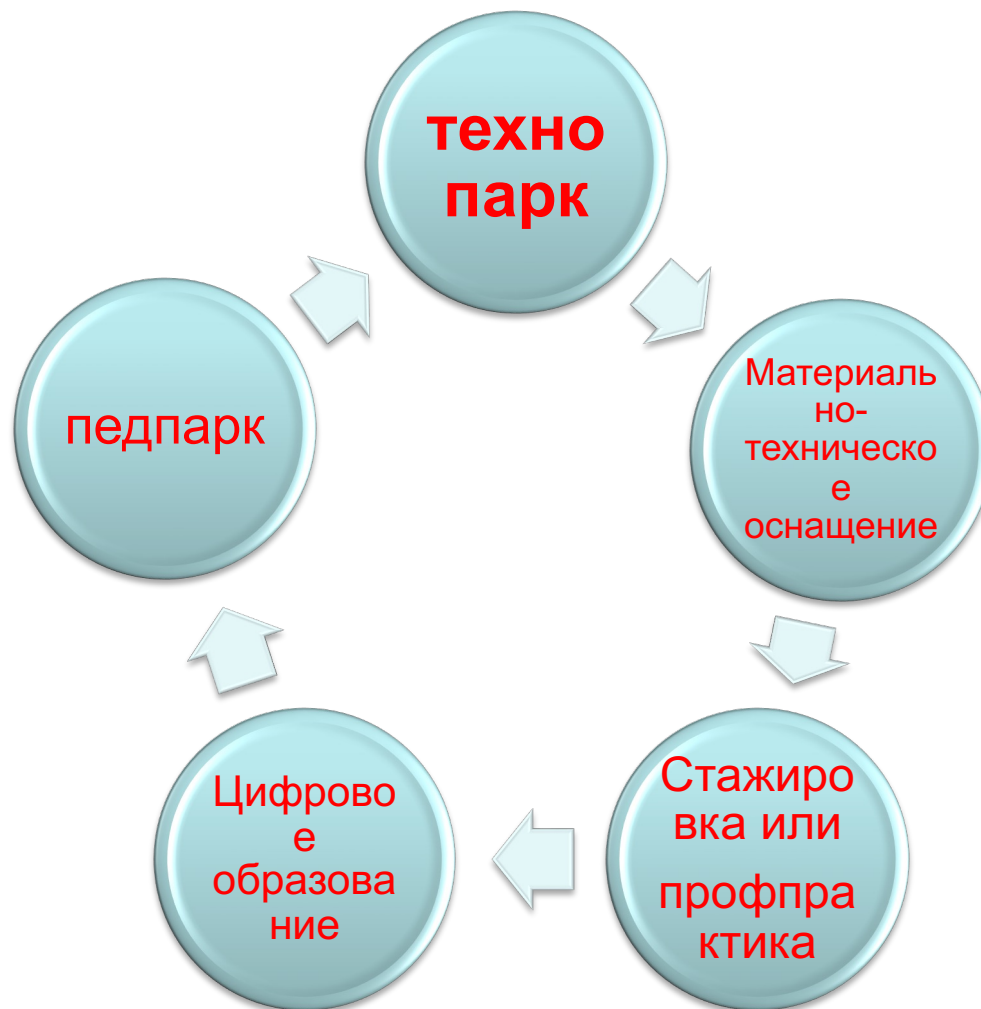 техно
парк
Материаль
но-
техническо
е
оснащение
Стажиро
вка или
профпра
ктика
Цифрово
е
образова
ние
педпарк